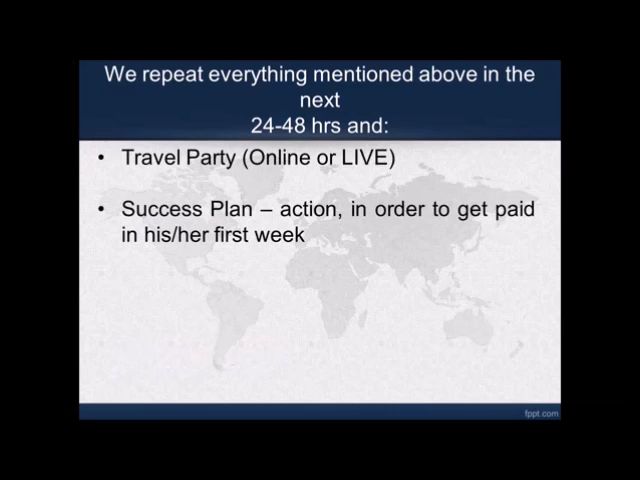 We repeat everything mentioned above in the
next
24-48 hrs and:
• Travel Party (Online or LIVE)
• Success Plan – action, in order to get paid
in his/her first week
fppt.com